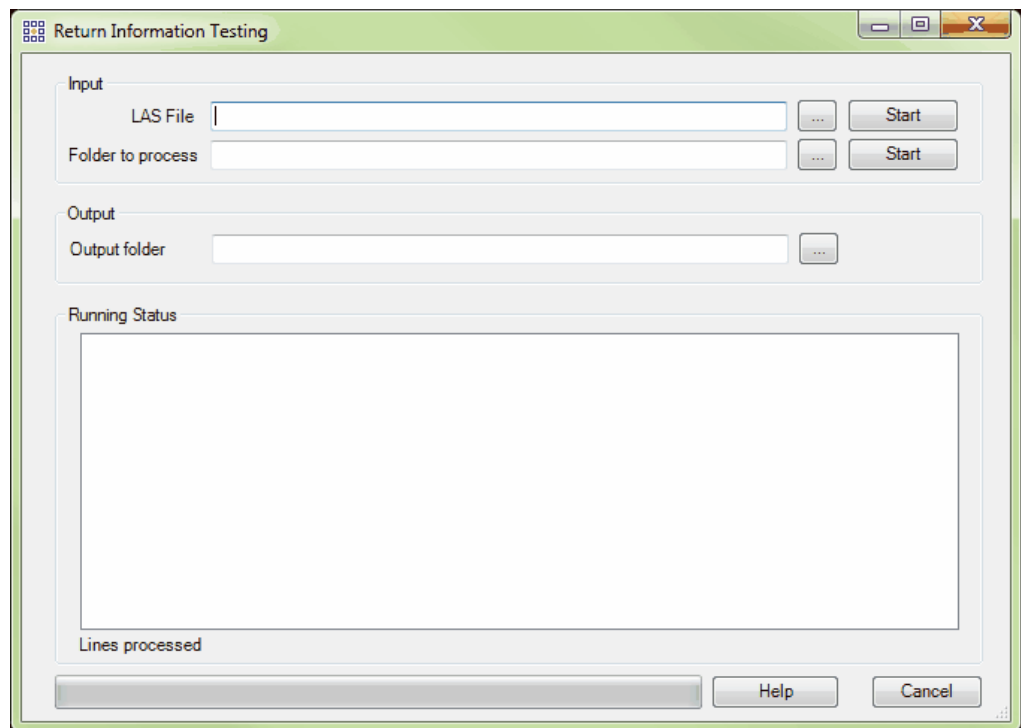 Return Information Testing
Input
LAS File ... Start
Folder to process ... Start
Output
Output folder ...
Running Status
Lines processed
Help Cancel